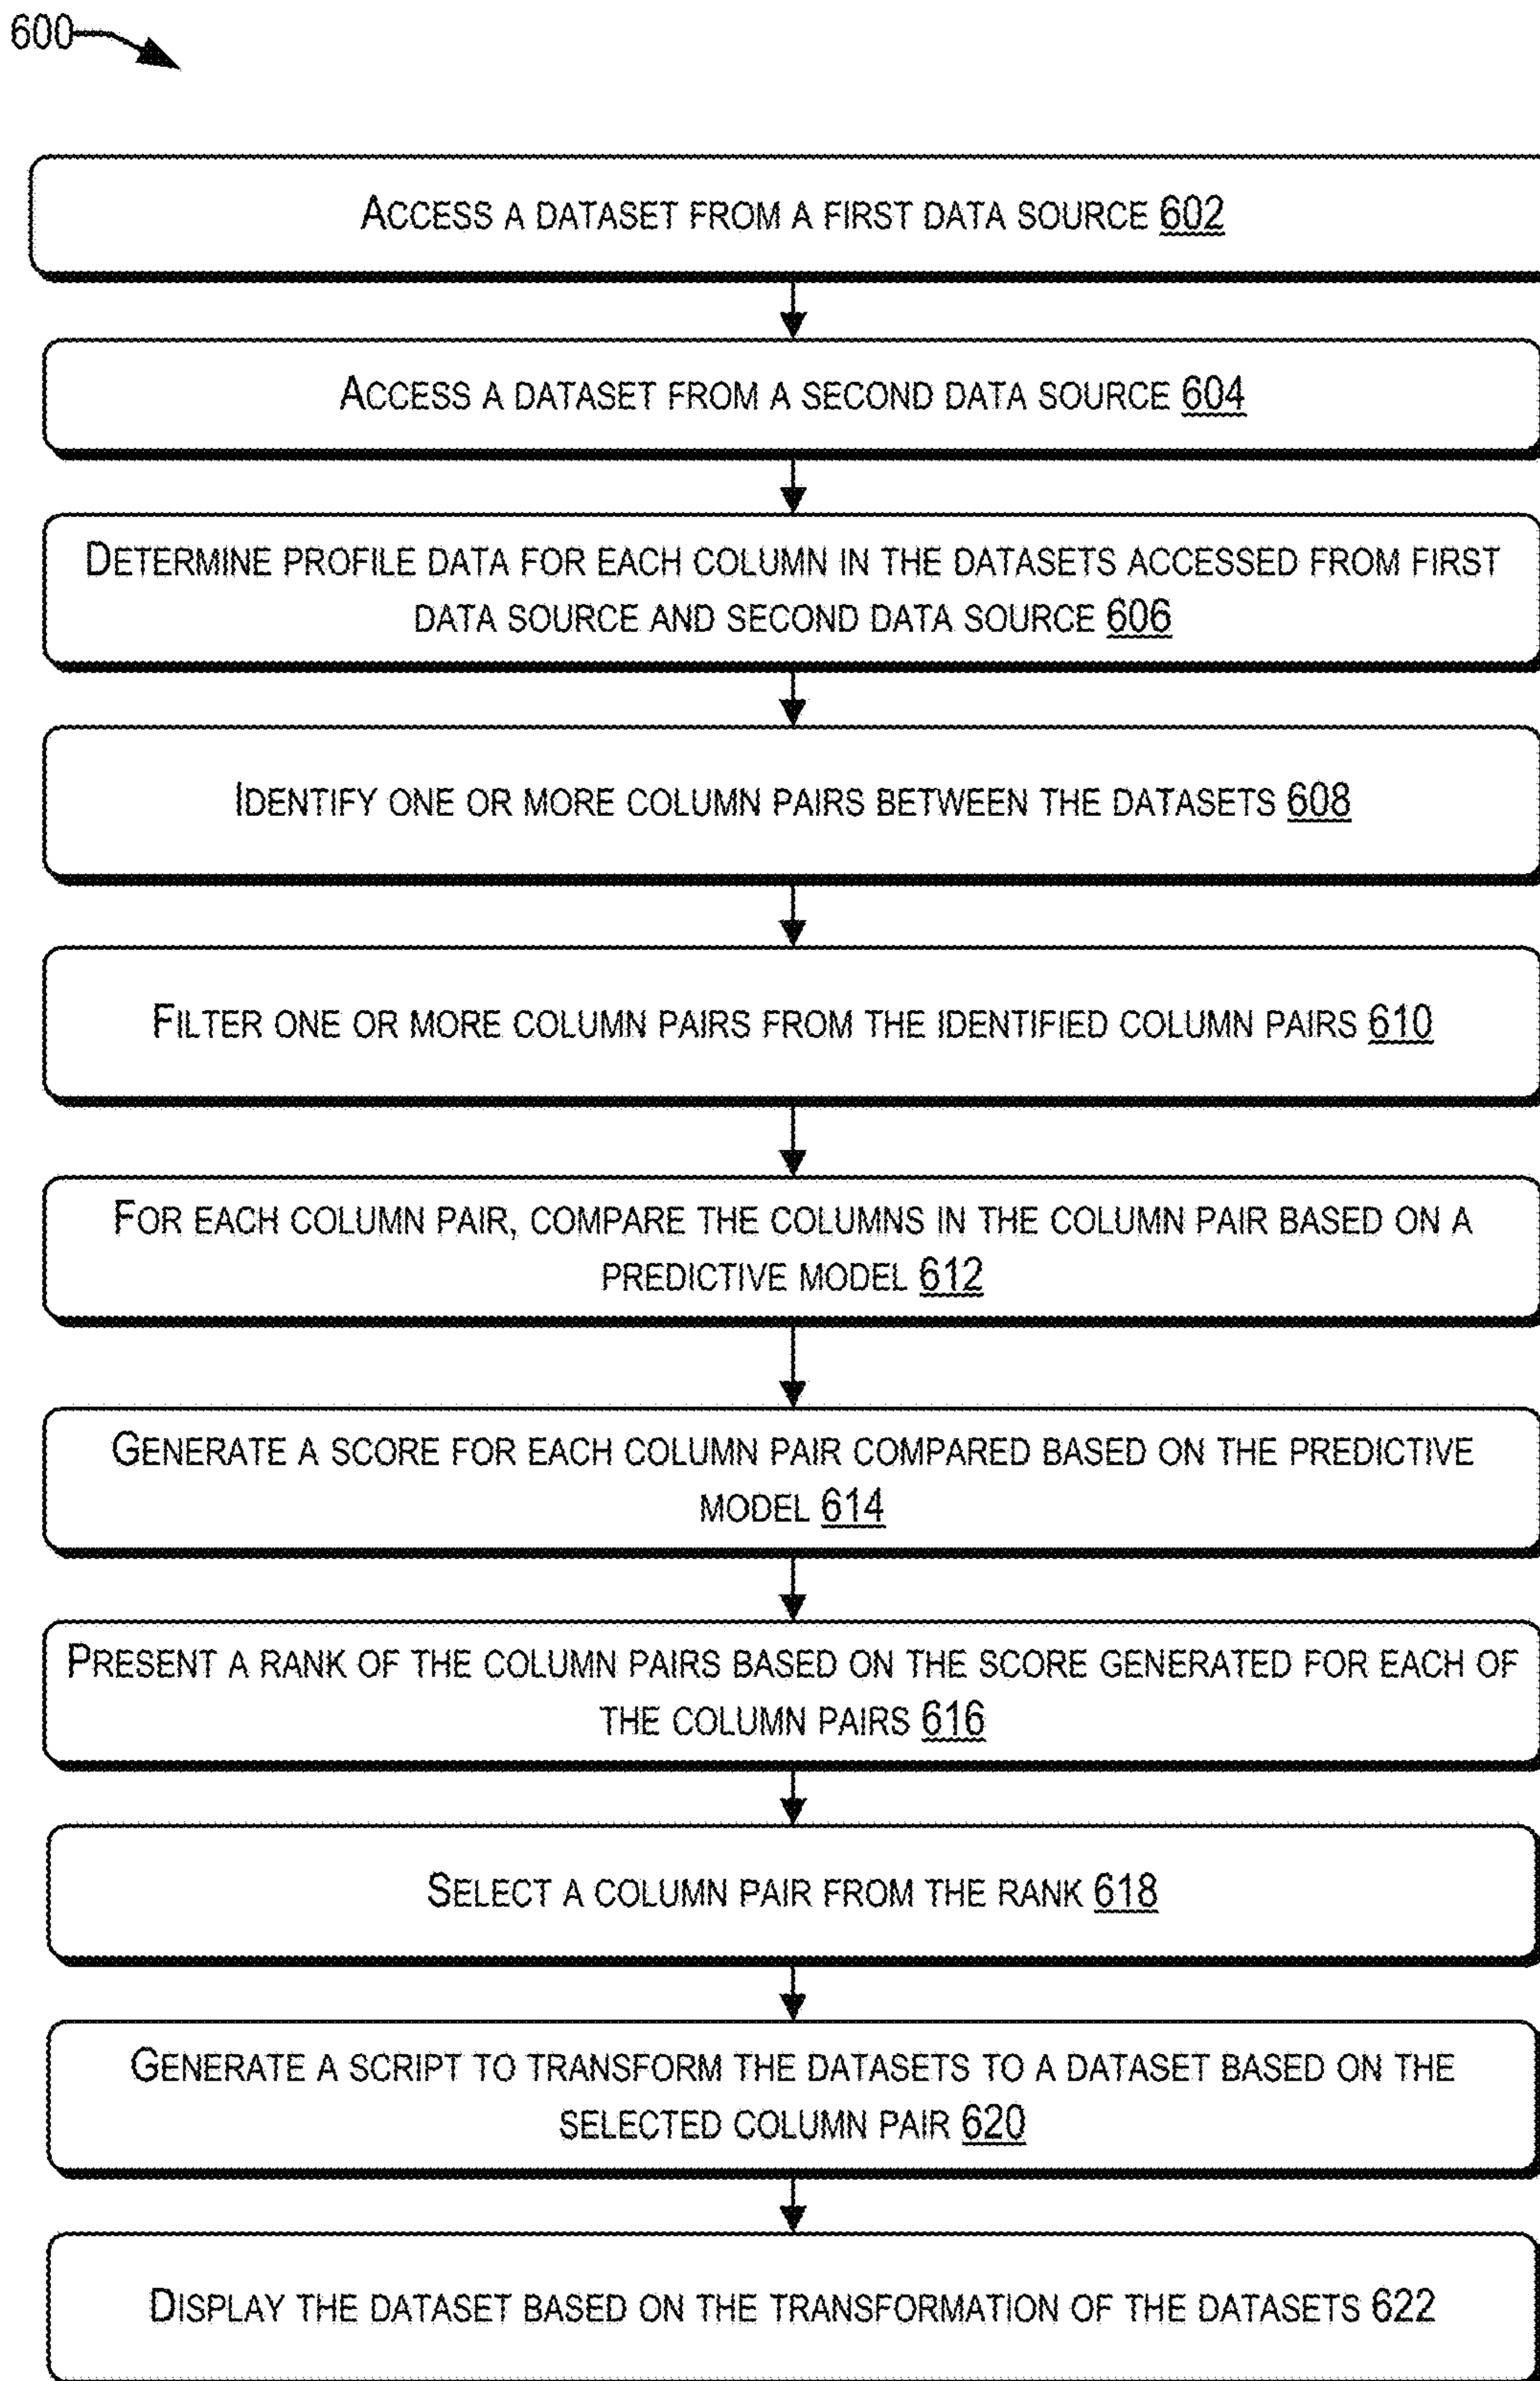 600
ACCESS A DATASET FROM A FIRST DATA SOURCE 602
ACCESS A DATASET FROM A SECOND DATA SOURCE 604
DETERMINE PROFILE DATA FOR EACH COLUMN IN THE DATASETS ACCESSED FROM FIRST
DATA SOURCE AND SECOND DATA SOURCE 606
IDENTIFY ONE OR MORE COLUMN PAIRS BETWEEN THE DATASETS 608
FILTER ONE OR MORE COLUMN PAIRS FROM THE IDENTIFIED COLUMN PAIRS 610
FOR EACH COLUMN PAIR, COMPARE THE COLUMNS IN THE COLUMN PAIR BASED ON A
PREDICTIVE MODEL 612
GENERATE A SCORE FOR EACH COLUMN PAIR COMPARED BASED ON THE PREDICTIVE
MODEL 614
PRESENT A RANK OF THE COLUMN PAIRS BASED ON THE SCORE GENERATED FOR EACH OF
THE COLUMN PAIRS 616
SELECT A COLUMN PAIR FROM THE RANK 618
GENERATE A SCRIPT TO TRANSFORM THE DATASETS TO A DATASET BASED ON THE
SELECTED COLUMN PAIR 620
DISPLAY THE DATASET BASED ON THE TRANSFORMATION OF THE DATASETS 622